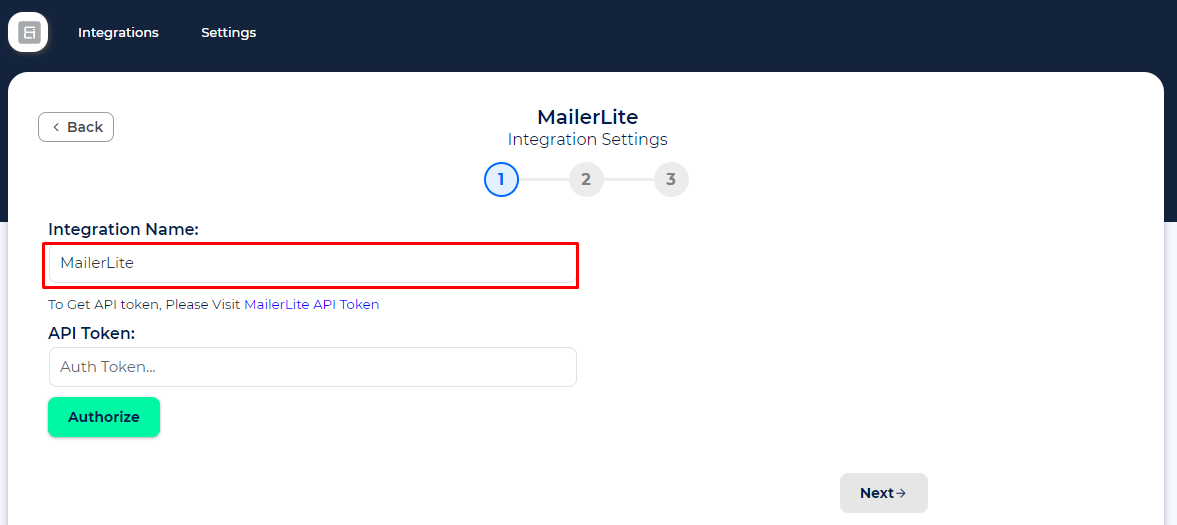 Integrations
Settings
Back
MailerLite
Integration Settings
1
2
3
Integration Name:
MailerLite
To Get API token, Please Visit MailerLite API Token
API Token:
Auth Token...
Authorize
Next